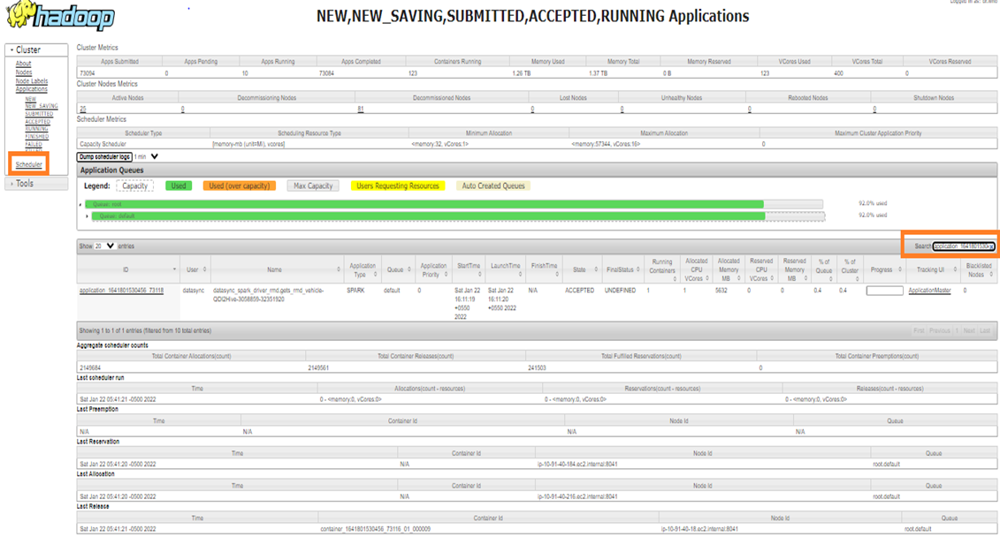 hadoop
NEW,NEW_SAVING,SUBMITTED,ACCEPTED,RUNNING Applications
Logged in as: dr.who
Cluster
About
Nodes
Node Labels
Applications
NEW
NEW_SAVING
SUBMITTED
ACCEPTED
RUNNING
FINISHED
FAILED
Scheduler
Tools
Cluster Metrics
Apps Submitted Apps Pending Apps Running Apps Completed Containers Running Memory Used Memory Total Memory Reserved VCores Used VCores Total VCores Reserved
73094 0 10 73084 123 1.26 TB 1.37 TB 0 B 123 400 0
Cluster Nodes Metrics
Active Nodes Decommissioning Nodes Decommissioned Nodes Lost Nodes Unhealthy Nodes Rebooted Nodes Shutdown Nodes
25 0 81 0 0 0 0
Scheduler Metrics
Scheduler Type Scheduling Resource Type Minimum Allocation Maximum Allocation Maximum Cluster Application Priority
Capacity Scheduler [memory-mb (unit=Mi), vcores] <memory:32, vCores:1> <memory:57344, vCores:16> 0
Dump scheduler logs 1 min
Application Queues
Legend: Capacity Used Used (over capacity) Max Capacity Users Requesting Resources Auto Created Queues
Queue: root 92.0% used
Queue: default 92.0% used
Show 20 entries Search: application_1641801530
ID User Name Application Type Queue Application Priority StartTime LaunchTime FinishTime State FinalStatus Running Containers Allocated CPU VCores Allocated Memory MB Reserved CPU VCores Reserved Memory MB % of Queue % of Cluster Progress Tracking UI Blacklisted Nodes
application_1641801530456_73118 datasync datasync_spark_driver_rmd.gets_rmd_vehicle-QDI2Hive-3058859-32351920 SPARK default 0 Sat Jan 22 16:11:19 +0550 2022 Sat Jan 22 16:11:20 +0550 2022 N/A ACCEPTED UNDEFINED 1 1 5632 0 0 0.4 0.4 ApplicationMaster 0
Showing 1 to 1 of 1 entries (filtered from 10 total entries) First Previous 1 Next Last
Aggregate scheduler counts
Total Container Allocations(count) Total Container Releases(count) Total Fulfilled Reservations(count) Total Container Preemptions(count)
2149684 2149561 241503 0
Last scheduler run
Time Allocations(count - resources) Reservations(count - resources) Releases(count - resources)
Sat Jan 22 05:41:21 -0500 2022 0 - <memory:0, vCores:0> 0 - <memory:0, vCores:0> 0 - <memory:0, vCores:0>
Last Preemption
Time Container Id Node Id Queue
N/A N/A N/A N/A
Last Reservation
Time Container Id Node Id Queue
Sat Jan 22 05:41:20 -0500 2022 N/A ip-10-91-40-184.ec2.internal:8041 root.default
Last Allocation
Time Container Id Node Id Queue
Sat Jan 22 05:41:20 -0500 2022 N/A ip-10-91-40-216.ec2.internal:8041 root.default
Last Release
Time Container Id Node Id Queue
Sat Jan 22 05:41:21 -0500 2022 container_1641801530456_73116_01_000009 ip-10-91-40-18.ec2.internal:8041 root.default